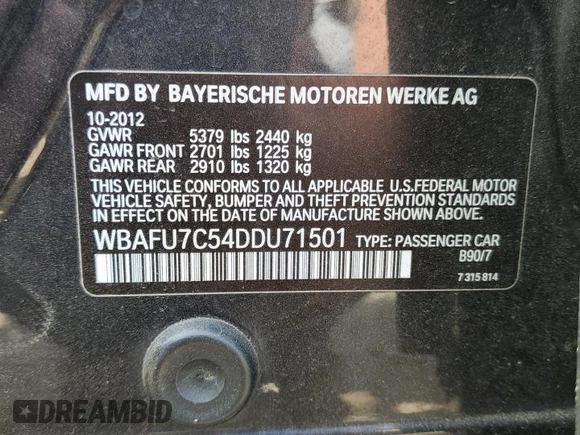 MFD BY BAYERISCHE MOTOREN WERKE AG
10-2012
GVWR 5379 lbs 2440 kg
GAWR FRONT 2701 lbs 1225 kg
GAWR REAR 2910 lbs 1320 kg
THIS VEHICLE CONFORMS TO ALL APPLICABLE U.S.FEDERAL MOTOR
VEHICLE SAFETY, BUMPER AND THEFT PREVENTION STANDARDS
IN EFFECT ON THE DATE OF MANUFACTURE SHOWN ABOVE.
WBAFU7C54DDU71501 TYPE: PASSENGER CAR
B90/7
7 315 814
DREAMBID